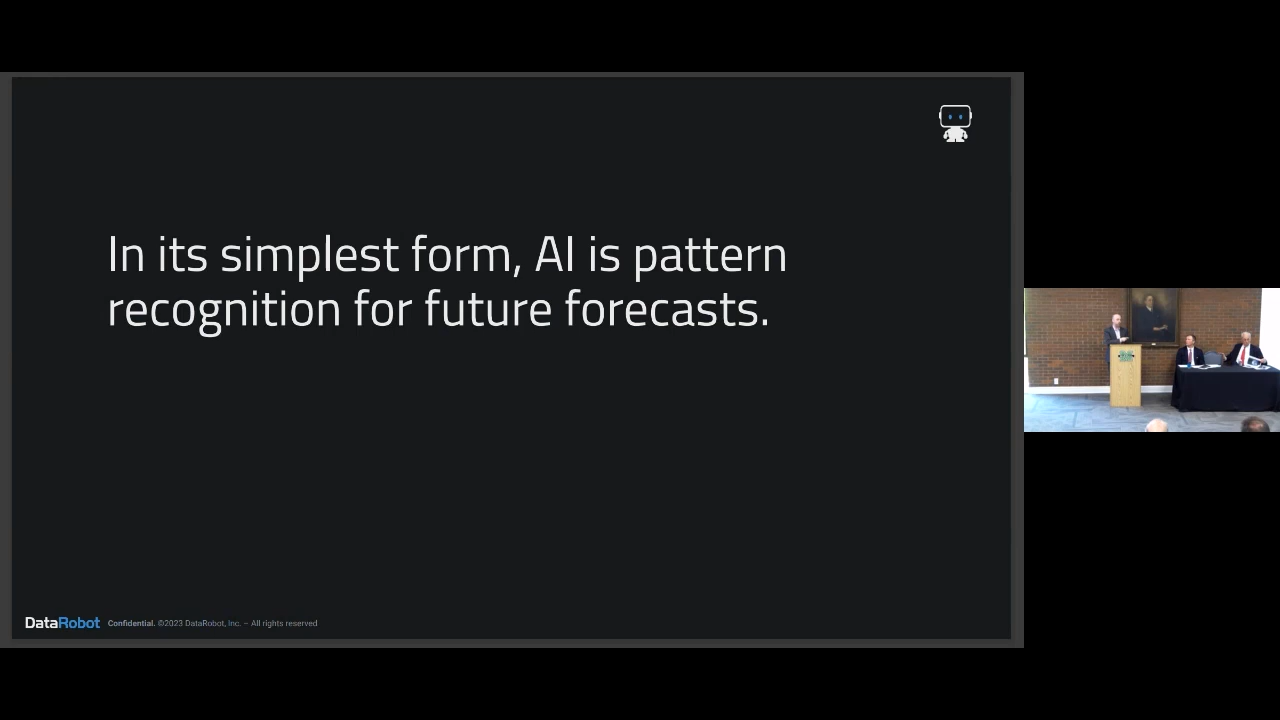 In its simplest form, AI is pattern
recognition for future forecasts.
DataRobot Confidential. ©2023 DataRobot, Inc. – All rights reserved